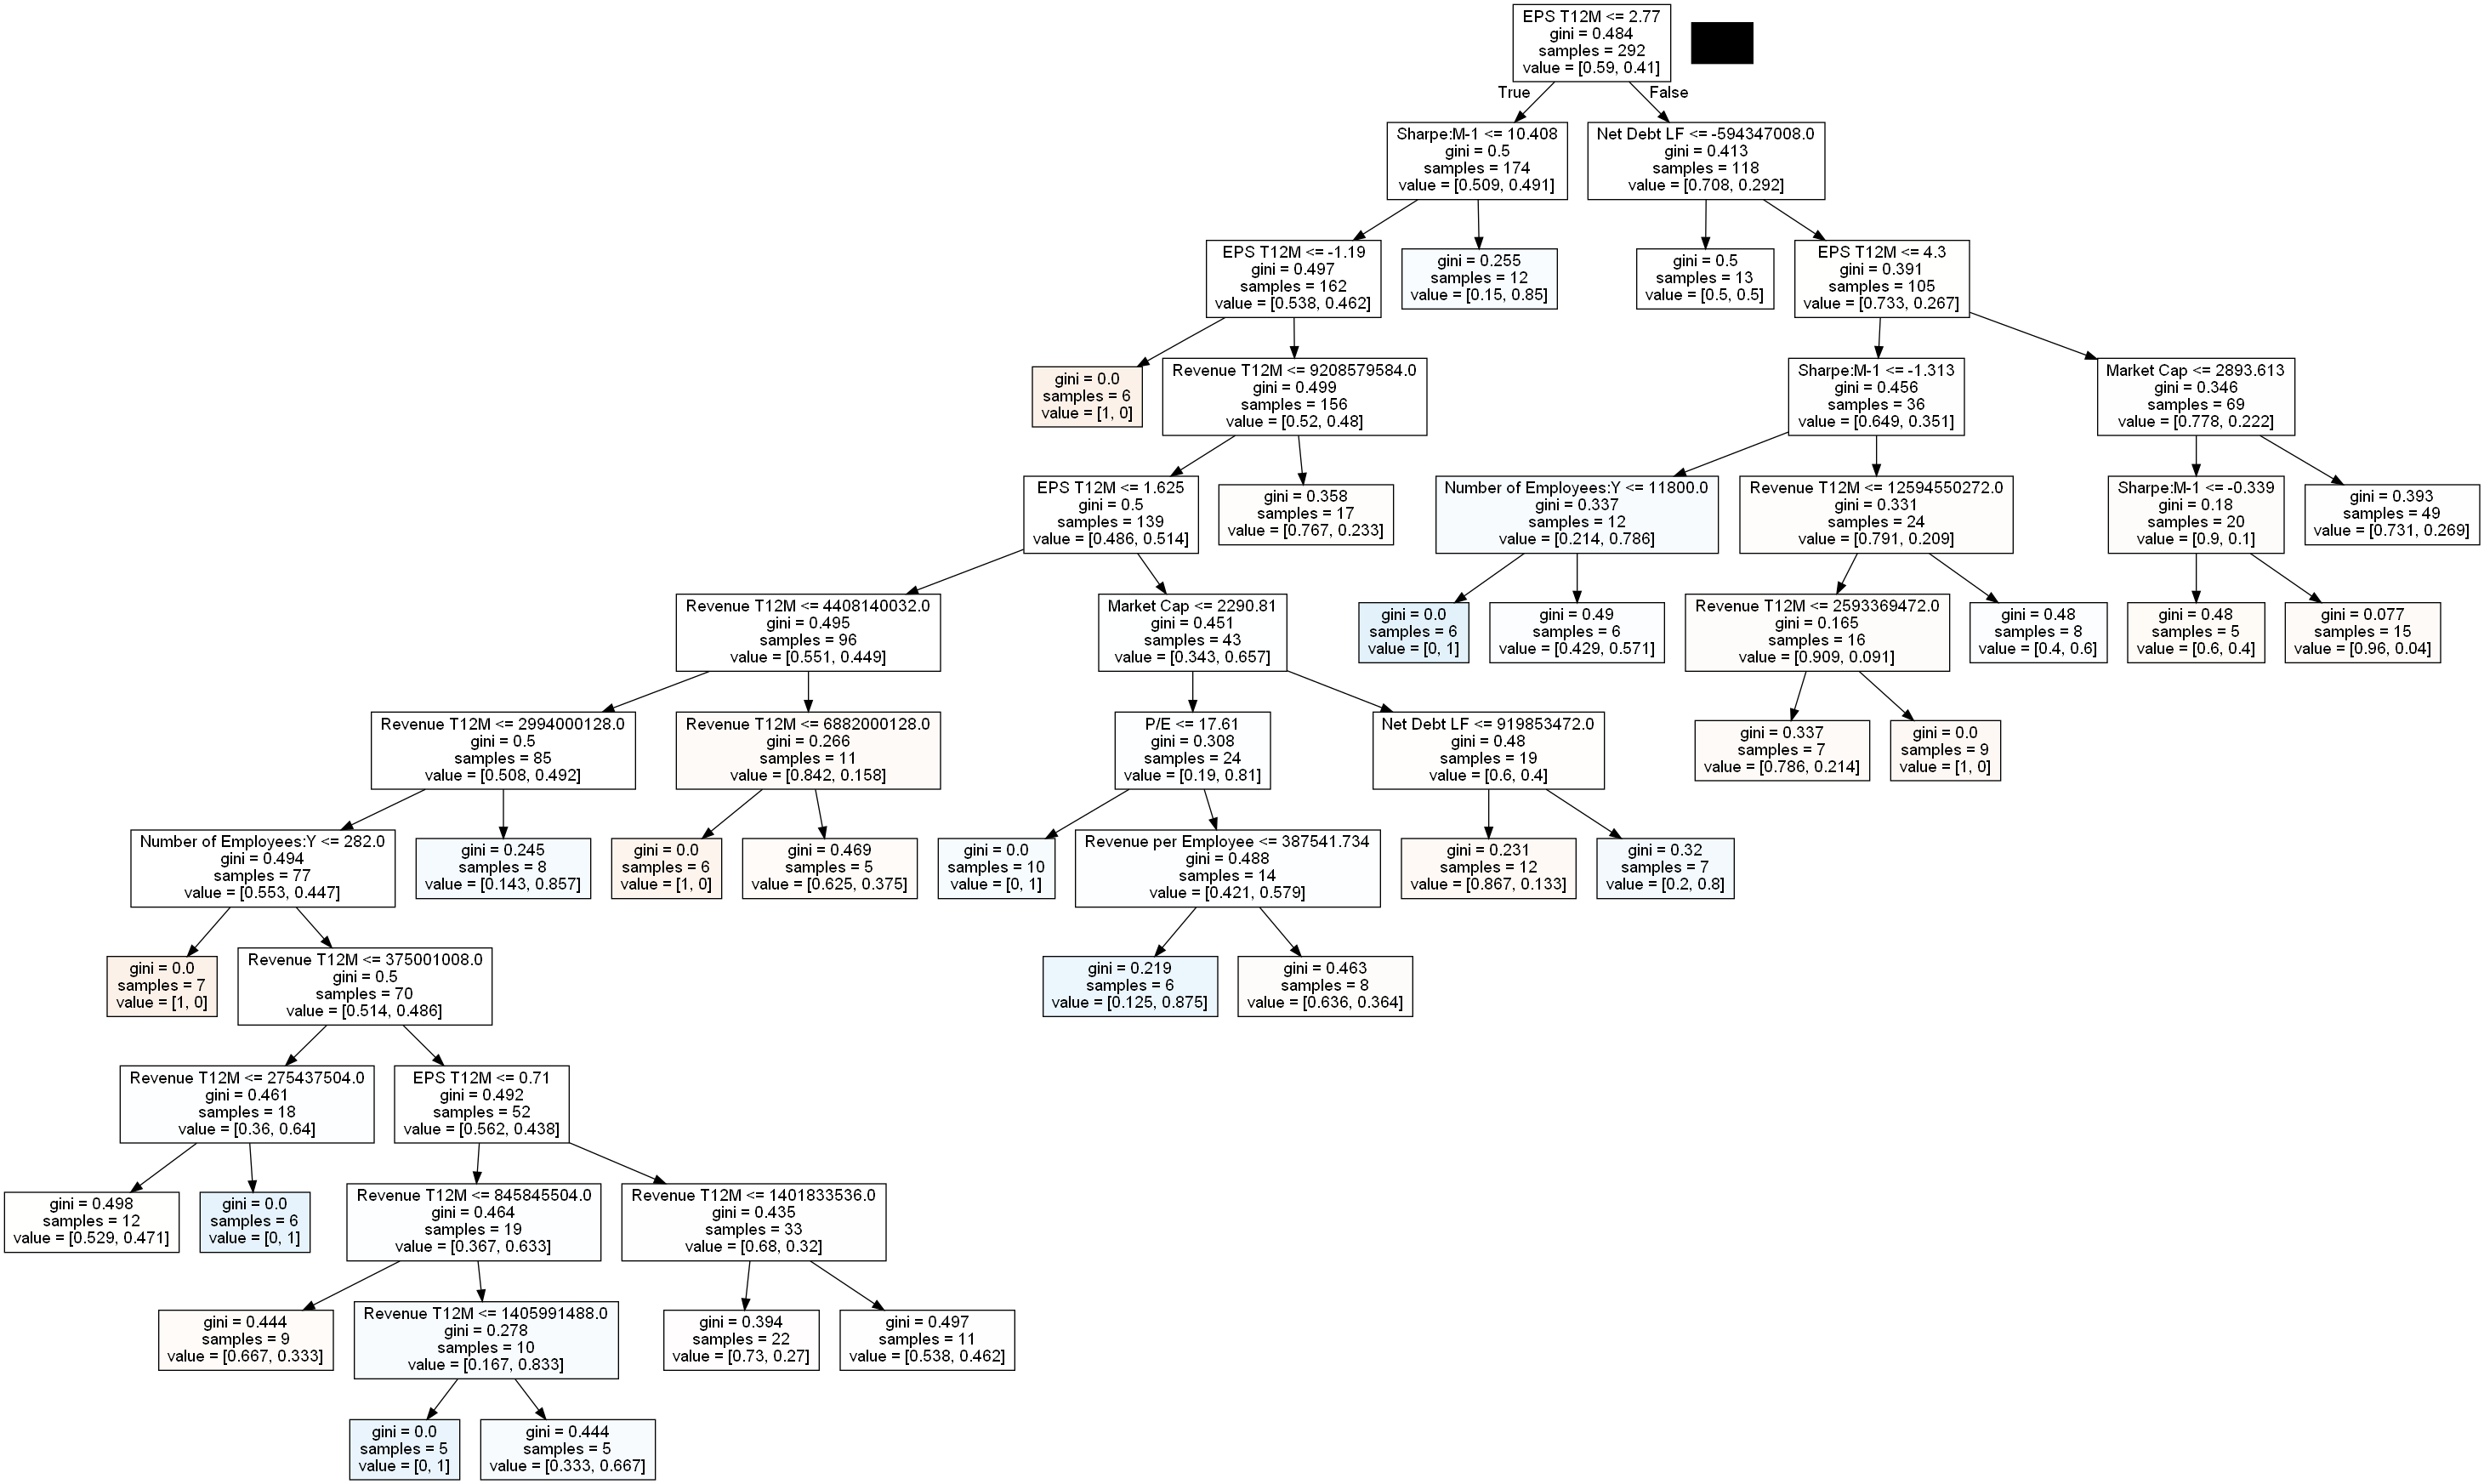 EPS T12M <= 2.77
gini = 0.484
samples = 292
value = [0.59, 0.41]
True
False
Sharpe:M-1 <= 10.408
gini = 0.5
samples = 174
value = [0.509, 0.491]
Net Debt LF <= -594347008.0
gini = 0.413
samples = 118
value = [0.708, 0.292]
EPS T12M <= -1.19
gini = 0.497
samples = 162
value = [0.538, 0.462]
gini = 0.255
samples = 12
value = [0.15, 0.85]
gini = 0.5
samples = 13
value = [0.5, 0.5]
EPS T12M <= 4.3
gini = 0.391
samples = 105
value = [0.733, 0.267]
gini = 0.0
samples = 6
value = [1, 0]
Revenue T12M <= 9208579584.0
gini = 0.499
samples = 156
value = [0.52, 0.48]
Sharpe:M-1 <= -1.313
gini = 0.456
samples = 36
value = [0.649, 0.351]
Market Cap <= 2893.613
gini = 0.346
samples = 69
value = [0.778, 0.222]
EPS T12M <= 1.625
gini = 0.5
samples = 139
value = [0.486, 0.514]
gini = 0.358
samples = 17
value = [0.767, 0.233]
Number of Employees:Y <= 11800.0
gini = 0.337
samples = 12
value = [0.214, 0.786]
Revenue T12M <= 12594550272.0
gini = 0.331
samples = 24
value = [0.791, 0.209]
Sharpe:M-1 <= -0.339
gini = 0.18
samples = 20
value = [0.9, 0.1]
gini = 0.393
samples = 49
value = [0.731, 0.269]
Revenue T12M <= 4408140032.0
gini = 0.495
samples = 96
value = [0.551, 0.449]
Market Cap <= 2290.81
gini = 0.451
samples = 43
value = [0.343, 0.657]
gini = 0.0
samples = 6
value = [0, 1]
gini = 0.49
samples = 6
value = [0.429, 0.571]
Revenue T12M <= 2593369472.0
gini = 0.165
samples = 16
value = [0.909, 0.091]
gini = 0.48
samples = 8
value = [0.4, 0.6]
gini = 0.48
samples = 5
value = [0.6, 0.4]
gini = 0.077
samples = 15
value = [0.96, 0.04]
Revenue T12M <= 2994000128.0
gini = 0.5
samples = 85
value = [0.508, 0.492]
Revenue T12M <= 6882000128.0
gini = 0.266
samples = 11
value = [0.842, 0.158]
P/E <= 17.61
gini = 0.308
samples = 24
value = [0.19, 0.81]
Net Debt LF <= 919853472.0
gini = 0.48
samples = 19
value = [0.6, 0.4]
gini = 0.337
samples = 7
value = [0.786, 0.214]
gini = 0.0
samples = 9
value = [1, 0]
Number of Employees:Y <= 282.0
gini = 0.494
samples = 77
value = [0.553, 0.447]
gini = 0.245
samples = 8
value = [0.143, 0.857]
gini = 0.0
samples = 6
value = [1, 0]
gini = 0.469
samples = 5
value = [0.625, 0.375]
gini = 0.0
samples = 10
value = [0, 1]
Revenue per Employee <= 387541.734
gini = 0.488
samples = 14
value = [0.421, 0.579]
gini = 0.231
samples = 12
value = [0.867, 0.133]
gini = 0.32
samples = 7
value = [0.2, 0.8]
gini = 0.0
samples = 7
value = [1, 0]
Revenue T12M <= 375001008.0
gini = 0.5
samples = 70
value = [0.514, 0.486]
gini = 0.219
samples = 6
value = [0.125, 0.875]
gini = 0.463
samples = 8
value = [0.636, 0.364]
Revenue T12M <= 275437504.0
gini = 0.461
samples = 18
value = [0.36, 0.64]
EPS T12M <= 0.71
gini = 0.492
samples = 52
value = [0.562, 0.438]
gini = 0.498
samples = 12
value = [0.529, 0.471]
gini = 0.0
samples = 6
value = [0, 1]
Revenue T12M <= 845845504.0
gini = 0.464
samples = 19
value = [0.367, 0.633]
Revenue T12M <= 1401833536.0
gini = 0.435
samples = 33
value = [0.68, 0.32]
gini = 0.444
samples = 9
value = [0.667, 0.333]
Revenue T12M <= 1405991488.0
gini = 0.278
samples = 10
value = [0.167, 0.833]
gini = 0.394
samples = 22
value = [0.73, 0.27]
gini = 0.497
samples = 11
value = [0.538, 0.462]
gini = 0.0
samples = 5
value = [0, 1]
gini = 0.444
samples = 5
value = [0.333, 0.667]